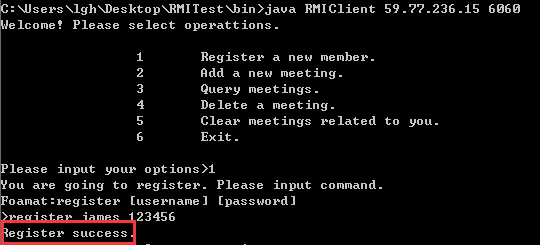 C:\Users\lgh\Desktop\RMITest\bin>java RMIClient 59.77.236.15 6060
Welcome! Please select operattions.
1 Register a new member.
2 Add a new meeting.
3 Query meetings.
4 Delete a meeting.
5 Clear meetings related to you.
6 Exit.
Please input your options>1
You are going to register. Please input command.
Foamat:register [username] [password]
>register james 123456
Register success.